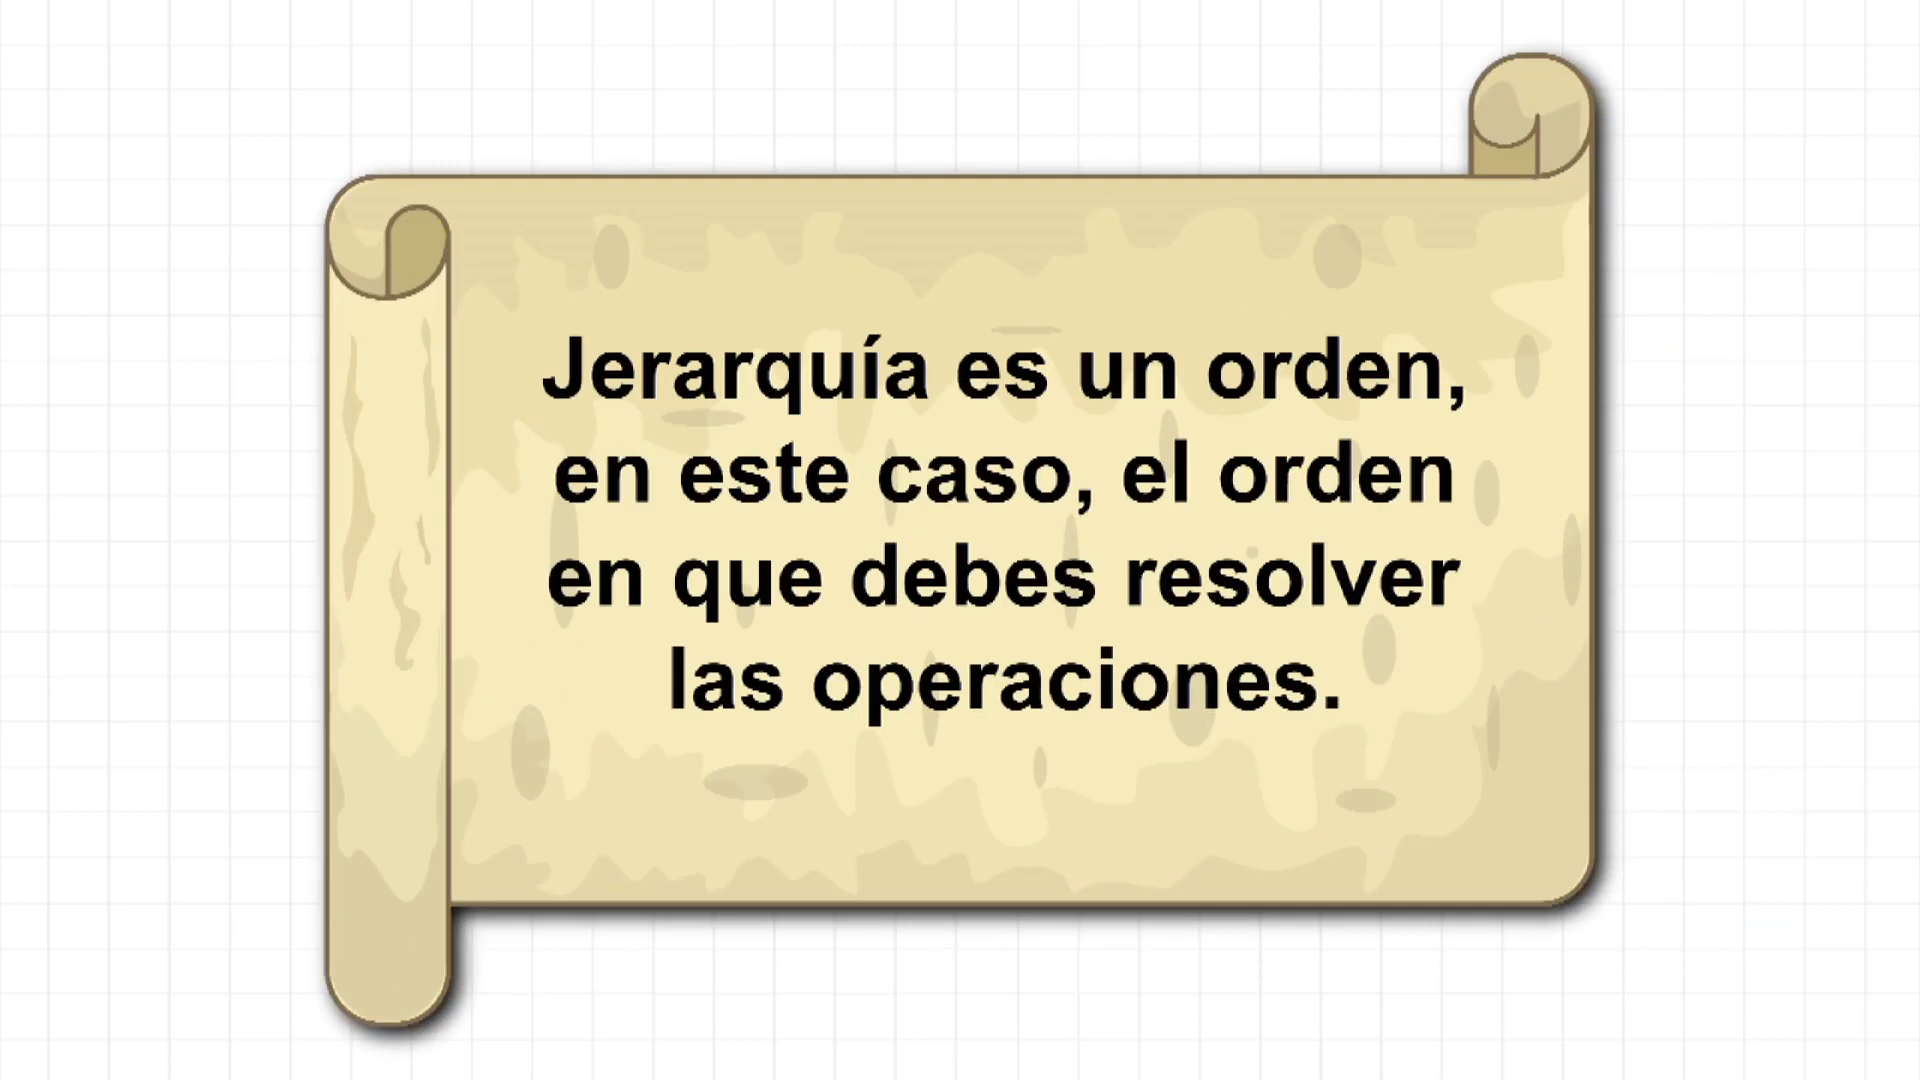 Jerarquía es un orden,
en este caso, el orden
en que debes resolver
las operaciones.